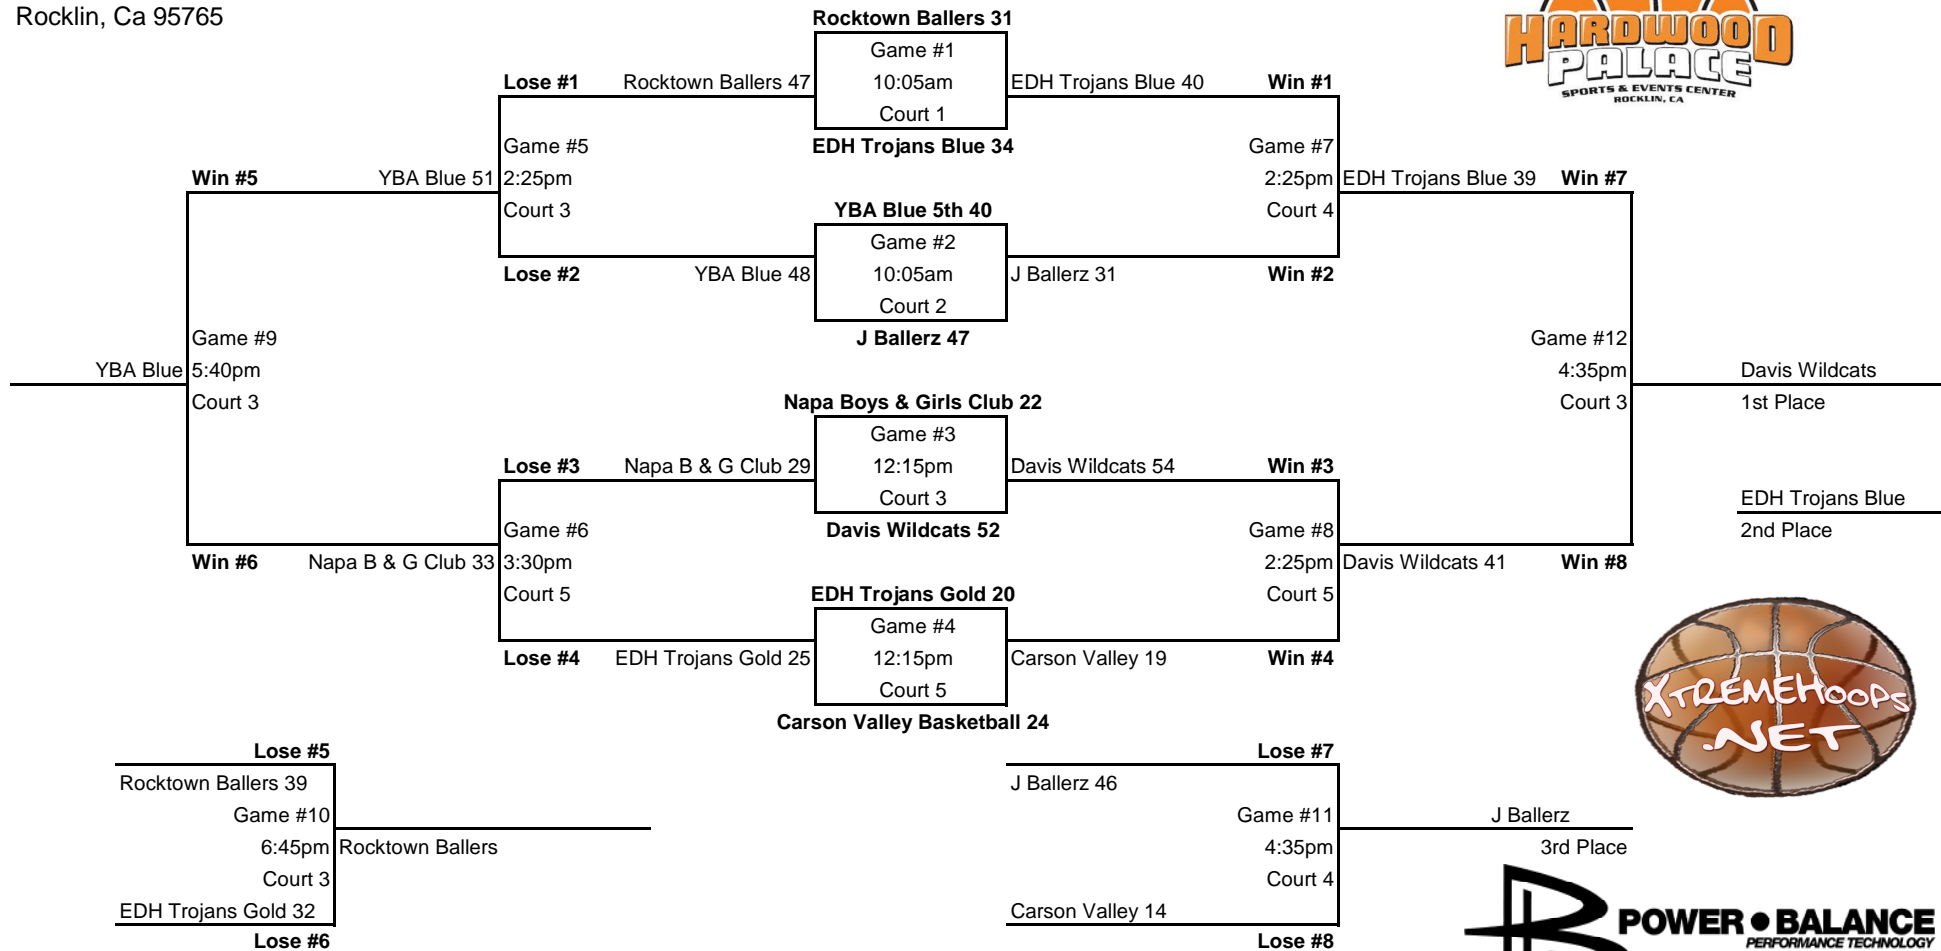 Rocklin, Ca 95765
Rocktown Ballers 31
HARDWOOD
PALACE
SPORTS & EVENTS CENTER
ROCKLIN, CA
Game #1
Lose #1 Rocktown Ballers 47 10:05am EDH Trojans Blue 40 Win #1
Court 1
Game #5 EDH Trojans Blue 34 Game #7
Win #5 YBA Blue 51 2:25pm 2:25pm EDH Trojans Blue 39 Win #7
Court 3 YBA Blue 5th 40 Court 4
Game #2
Lose #2 YBA Blue 48 10:05am J Ballerz 31 Win #2
Court 2
Game #9 J Ballerz 47 Game #12
YBA Blue 5:40pm 4:35pm Davis Wildcats
Court 3 Napa Boys & Girls Club 22 Court 3 1st Place
Game #3
Lose #3 Napa B & G Club 29 12:15pm Davis Wildcats 54 Win #3
Court 3 EDH Trojans Blue
Game #6 Davis Wildcats 52 Game #8 2nd Place
Win #6 Napa B & G Club 33 3:30pm 2:25pm Davis Wildcats 41 Win #8
Court 5 EDH Trojans Gold 20 Court 5
Game #4
Lose #4 EDH Trojans Gold 25 12:15pm Carson Valley 19 Win #4
Court 5
XTREMEHOOPS
.NET
Carson Valley Basketball 24
Lose #5 Lose #7
Rocktown Ballers 39 J Ballerz 46
Game #10 Game #11 J Ballerz
6:45pm Rocktown Ballers 4:35pm 3rd Place
Court 3 Court 4
EDH Trojans Gold 32 Carson Valley 14
POWER BALANCE
PERFORMANCE TECHNOLOGY
Lose #6 Lose #8